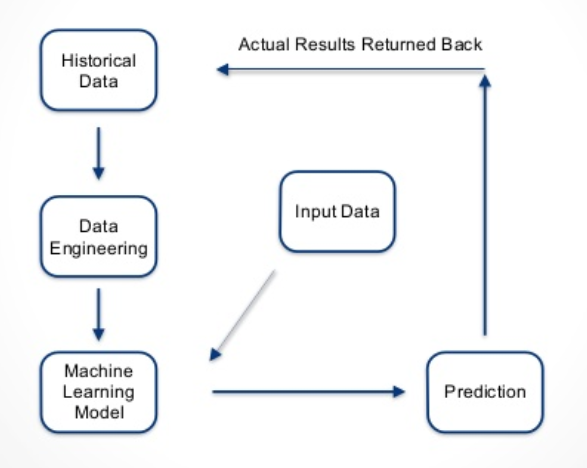 Actual Results Returned Back
Historical
Data
Data
Engineering
Input Data
Machine
Learning
Model
Prediction